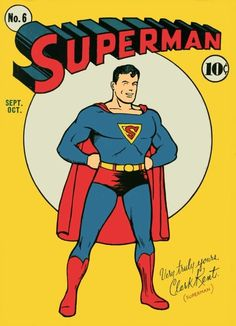 No. 6
SUPERMAN
10¢
SEPT.
OCT.
S
Very truly yours,
Clark Kent.
(SUPERMAN)